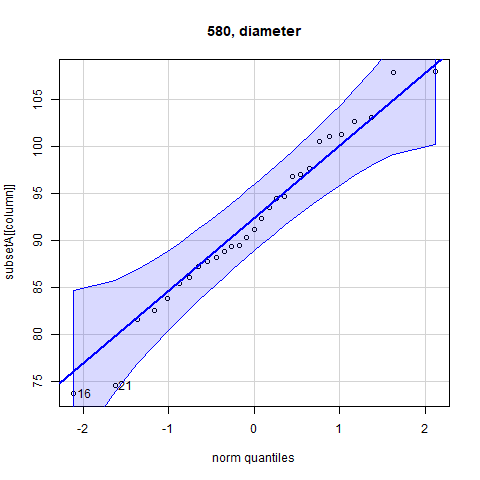 580, diameter
subsetA[[column]]
105
100
95
90
85
80
75
16
21
-2 -1 0 1 2
norm quantiles